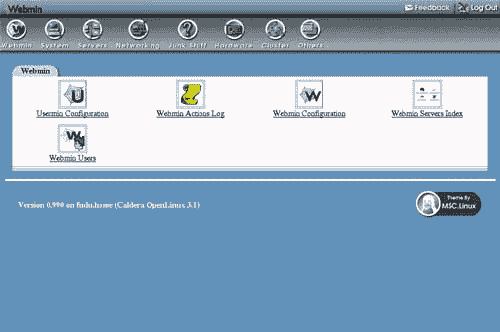 Webmin
Feedback Log Out
Webmin System Servers Networking Junk Stuff Hardware Cluster Others
Webmin
Usermin Configuration Webmin Actions Log Webmin Configuration Webmin Servers Index
Webmin Users
Version 0.990 on fudu.home (Caldera OpenLinux 3.1)
Theme By
MSC.Linux